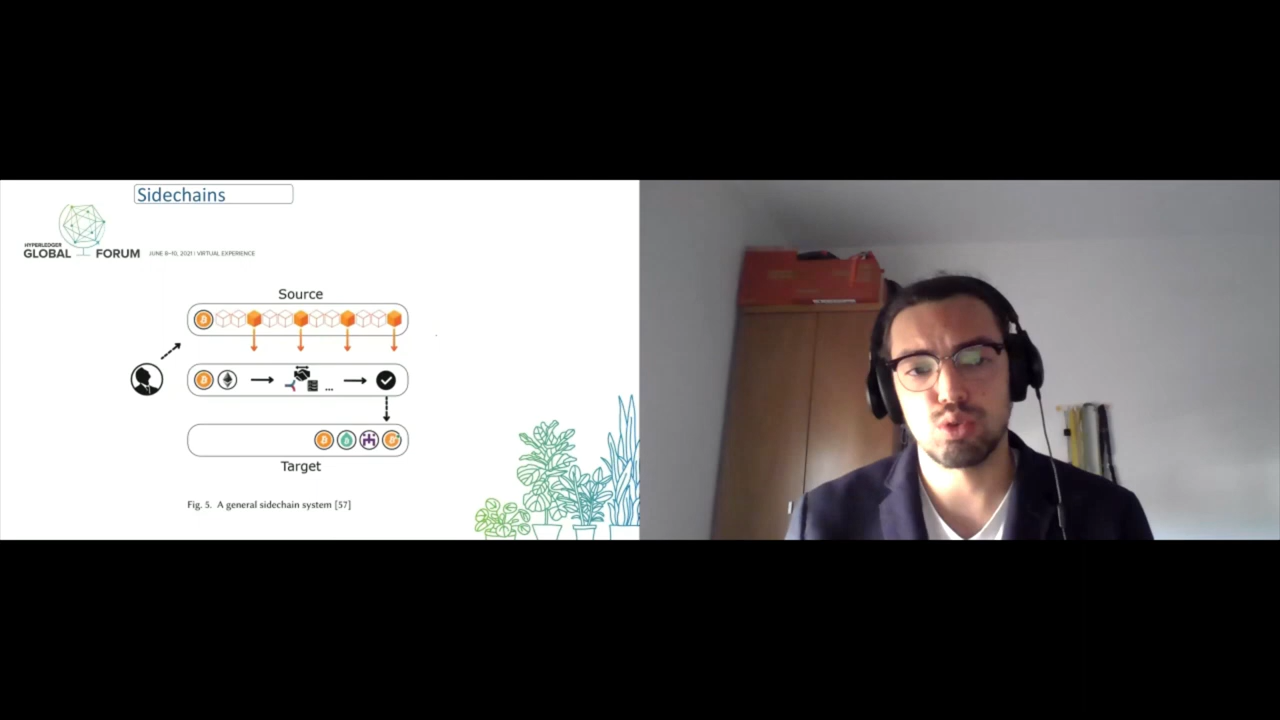 Sidechains
HYPERLEDGER
GLOBAL FORUM JUNE 8–10, 2021 | VIRTUAL EXPERIENCE
Source
...
Target
Fig. 5. A general sidechain system [57]